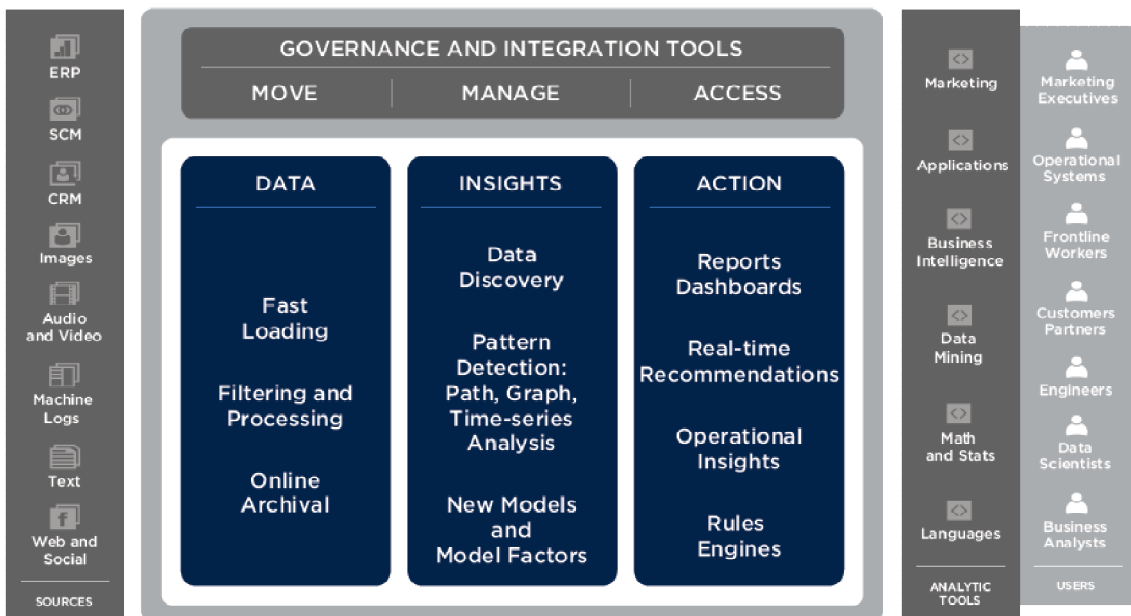 ERP
SCM
CRM
Images
Audio
and Video
Machine
Logs
Text
f
Web and
Social
SOURCES
GOVERNANCE AND INTEGRATION TOOLS
MOVE
MANAGE
ACCESS
DATA
Fast
Loading
Filtering and
Processing
Online
Archival
INSIGHTS
Data
Discovery
Pattern
Detection:
Path, Graph,
Time-series
Analysis
New Models
and
Model Factors
ACTION
Reports
Dashboards
Real-time
Recommendations
Operational
Insights
Rules
Engines
Marketing
Applications
Business
Intelligence
Data
Mining
Math
and Stats
Languages
ANALYTIC
TOOLS
Marketing
Executives
Operational
Systems
Frontline
Workers
Customers
Partners
Engineers
Data
Scientists
Business
Analysts
USERS